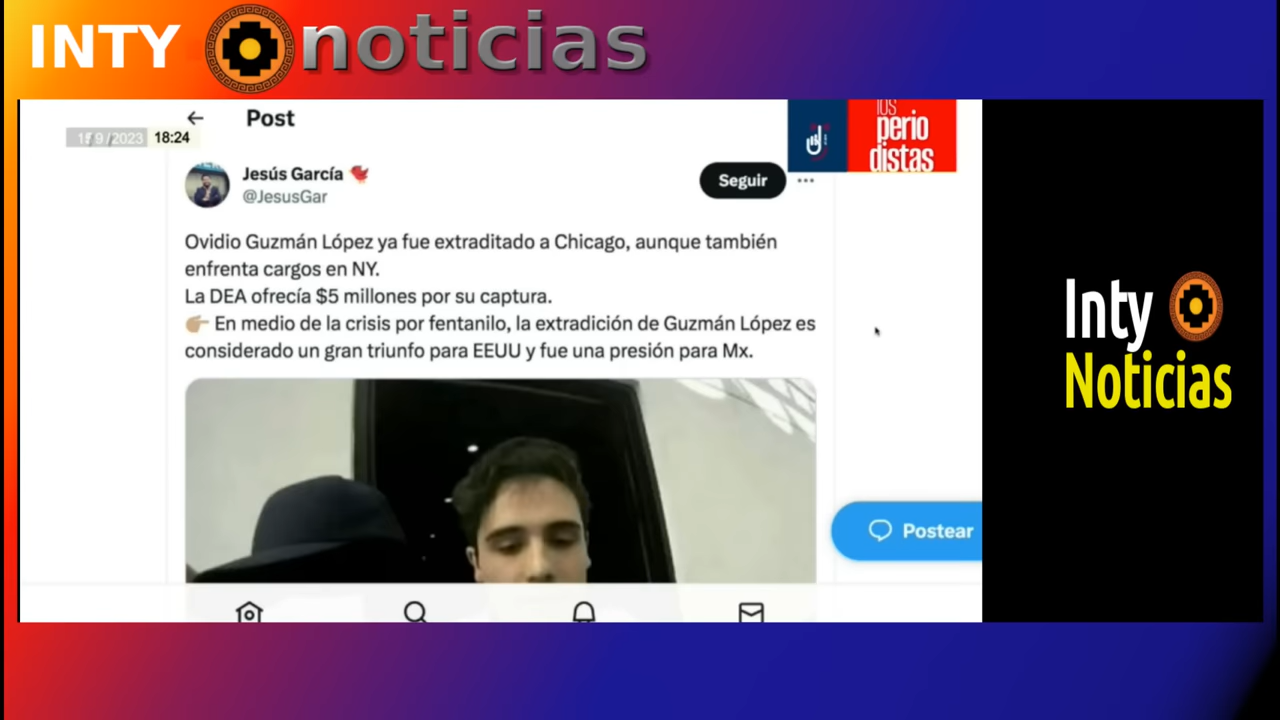 INTY noticias
Post
los
perio
distas
15/9/2023 18:24
Jesús García
@JesusGar
Seguir
Ovidio Guzmán López ya fue extraditado a Chicago, aunque también
enfrenta cargos en NY.
La DEA ofrecía $5 millones por su captura.
👉🏼 En medio de la crisis por fentanilo, la extradición de Guzmán López es
considerado un gran triunfo para EEUU y fue una presión para Mx.
Inty
Noticias
Postear